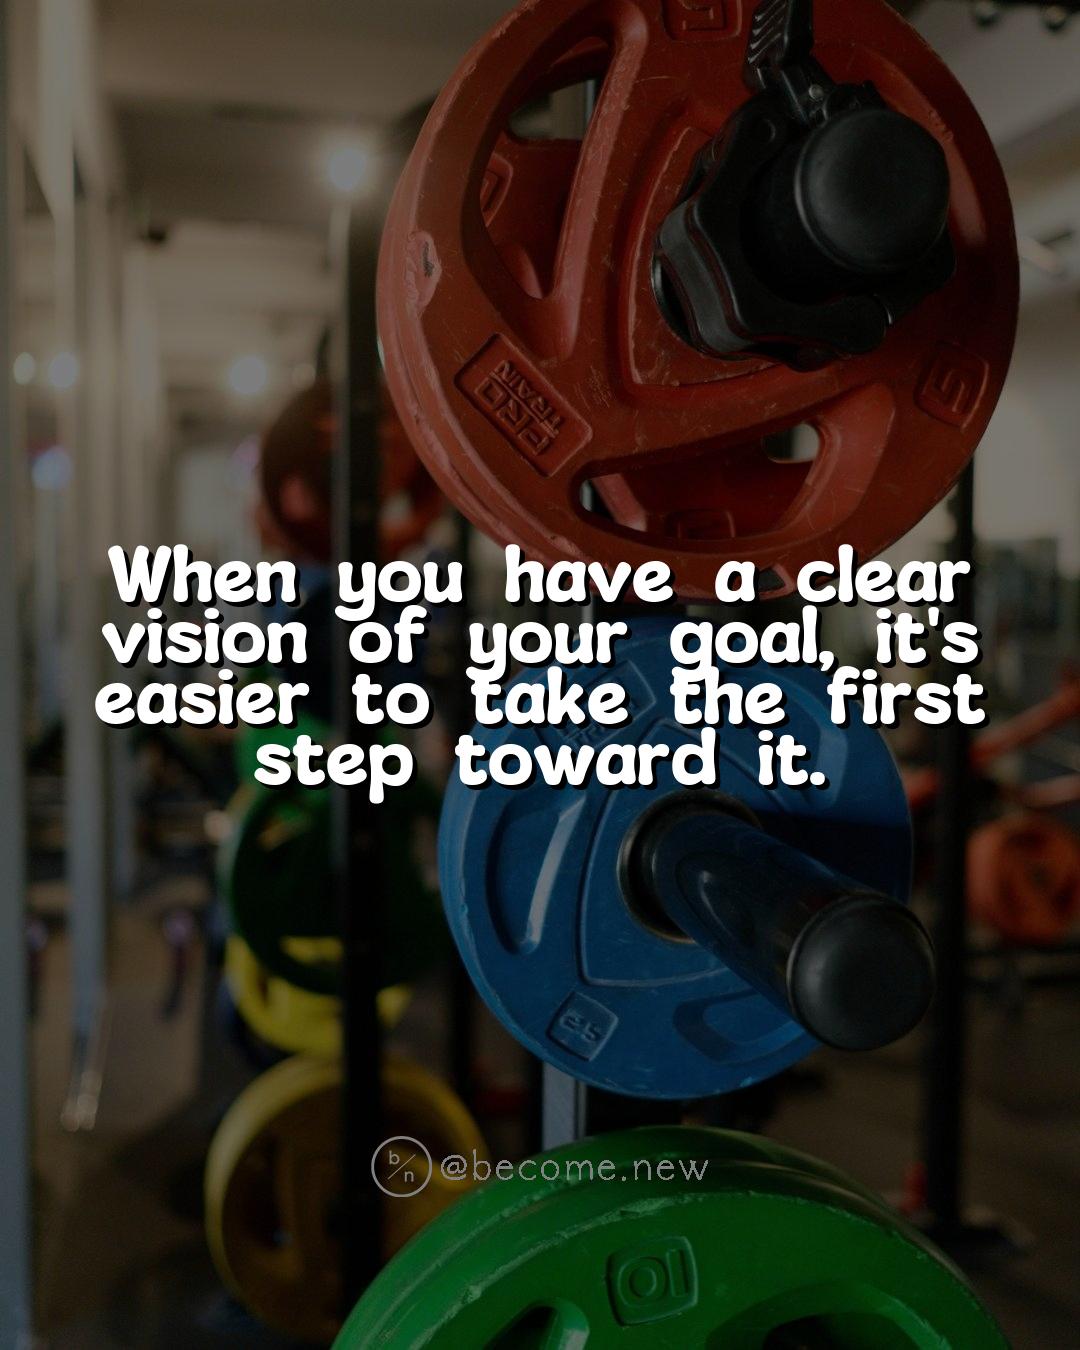 5
PRO
TRAIN
5
When you have a clear
vision of your goal, it's
easier to take the first
step toward it.
b/n @become.new
10